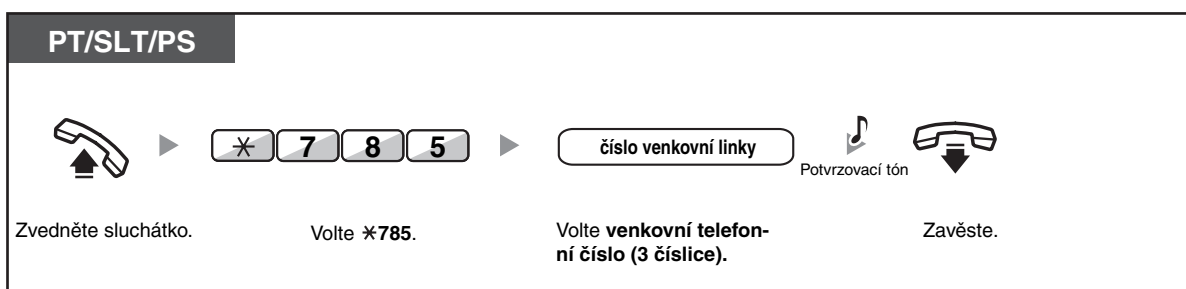 PT/SLT/PS
✳ 7 8 5
číslo venkovní linky
Potvrzovací tón
Zvedněte sluchátko.
Volte ✳785.
Volte venkovní telefon-
ní číslo (3 číslice).
Zavěste.